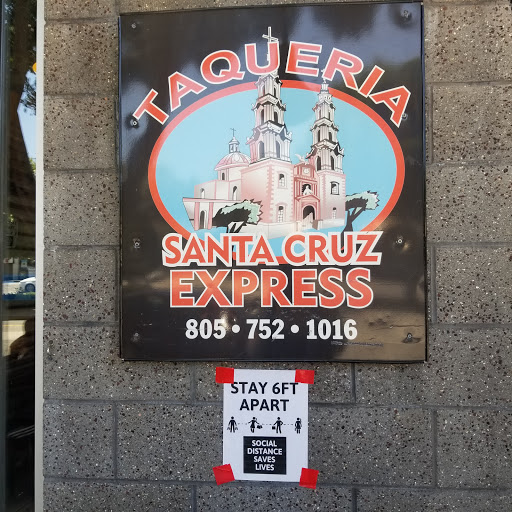 TAQUERIA
SANTA CRUZ
EXPRESS
805 • 752 • 1016
STAY 6FT
APART
SOCIAL
DISTANCE
SAVES
LIVES